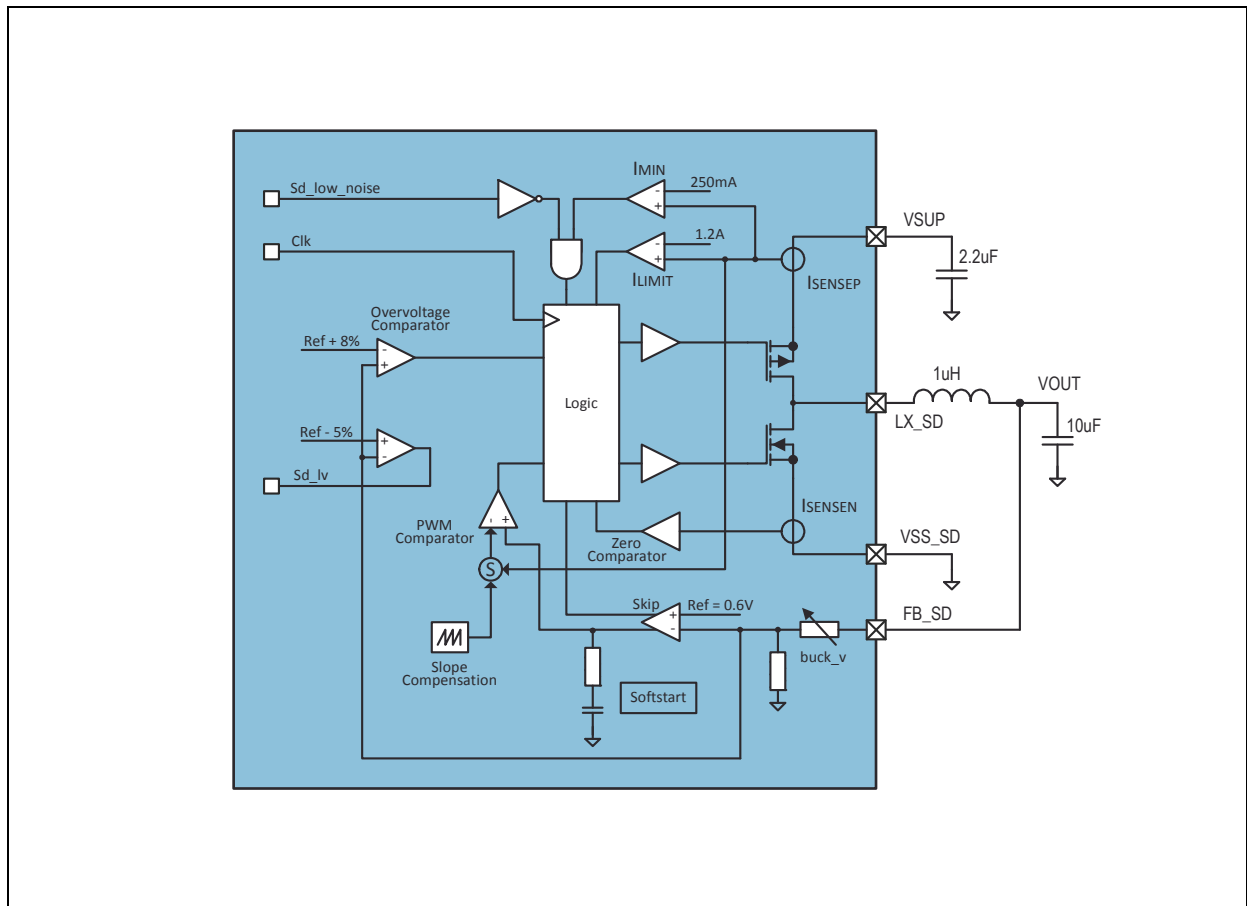 IMIN
Sd_low_noise
250mA
-
+
VSUP
Clk
1.2A
-
+
2.2uF
ILIMIT
ISENSEP
Overvoltage
Comparator
Ref + 8%
-
+
1uH
VOUT
Logic
LX_SD
10uF
Ref - 5%
+
-
Sd_lv
ISENSEN
- +
PWM
Comparator
Zero
Comparator
VSS_SD
S
Skip
+
-
Ref = 0.6V
FB_SD
buck_v
Slope
Compensation
Softstart